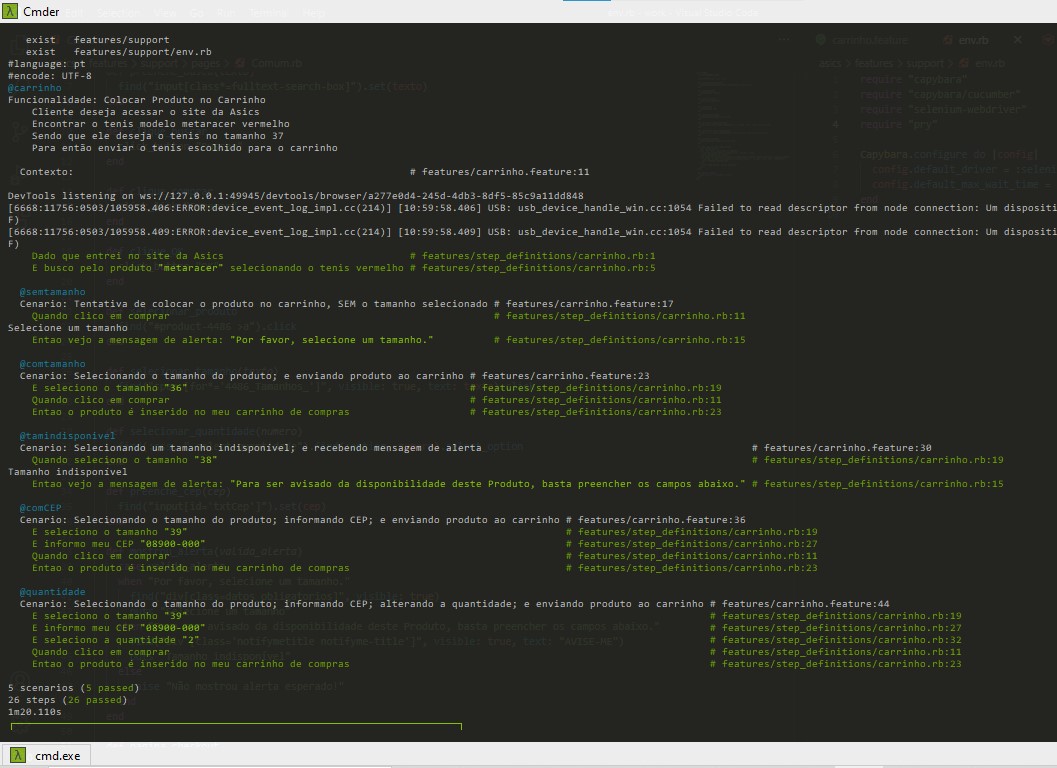 Cmder
exist features/support
exist features/support/env.rb
#language: pt
#encode: UTF-8
@carrinho
Funcionalidade: Colocar Produto no Carrinho
Cliente deseja acessar o site da Asics
Encontrar o tenis modelo metaracer vermelho
Sendo que ele deseja o tenis no tamanho 37
Para então enviar o tenis escolhido para o carrinho
Contexto: # features/carrinho.feature:11
DevTools listening on ws://127.0.0.1:49945/devtools/browser/a277e0d4-245d-4db3-8df5-85c9a11dd848
[6668:11756:0503/105958.406:ERROR:device_event_log_impl.cc(214)] [10:59:58.406] USB: usb_device_handle_win.cc:1054 Failed to read descriptor from node connection: Um dispositi
F)
[6668:11756:0503/105958.409:ERROR:device_event_log_impl.cc(214)] [10:59:58.409] USB: usb_device_handle_win.cc:1054 Failed to read descriptor from node connection: Um dispositi
F)
Dado que entrei no site da Asics # features/step_definitions/carrinho.rb:1
E busco pelo produto "metaracer" selecionando o tenis vermelho # features/step_definitions/carrinho.rb:5
@semtamanho
Cenario: Tentativa de colocar o produto no carrinho, SEM o tamanho selecionado # features/carrinho.feature:17
Quando clico em comprar # features/step_definitions/carrinho.rb:11
Selecione um tamanho
Entao vejo a mensagem de alerta: "Por favor, selecione um tamanho." # features/step_definitions/carrinho.rb:15
@comtamanho
Cenario: Selecionando o tamanho do produto; e enviando produto ao carrinho # features/carrinho.feature:23
E seleciono o tamanho "36" # features/step_definitions/carrinho.rb:19
Quando clico em comprar # features/step_definitions/carrinho.rb:11
Entao o produto é inserido no meu carrinho de compras # features/step_definitions/carrinho.rb:23
@tamindisponivel
Cenario: Selecionando um tamanho indisponível; e recebendo mensagem de alerta # features/carrinho.feature:30
Quando seleciono o tamanho "38" # features/step_definitions/carrinho.rb:19
Tamanho indisponível
Entao vejo a mensagem de alerta: "Para ser avisado da disponibilidade deste Produto, basta preencher os campos abaixo." # features/step_definitions/carrinho.rb:15
@comCEP
Cenario: Selecionando o tamanho do produto; informando CEP; e enviando produto ao carrinho # features/carrinho.feature:36
E seleciono o tamanho "39" # features/step_definitions/carrinho.rb:19
E informo meu CEP "08900-000" # features/step_definitions/carrinho.rb:27
Quando clico em comprar # features/step_definitions/carrinho.rb:11
Entao o produto é inserido no meu carrinho de compras # features/step_definitions/carrinho.rb:23
@quantidade
Cenario: Selecionando o tamanho do produto; informando CEP; alterando a quantidade; e enviando produto ao carrinho # features/carrinho.feature:44
E seleciono o tamanho "39" # features/step_definitions/carrinho.rb:19
E informo meu CEP "08900-000" # features/step_definitions/carrinho.rb:27
E seleciono a quantidade "2" # features/step_definitions/carrinho.rb:32
Quando clico em comprar # features/step_definitions/carrinho.rb:11
Entao o produto é inserido no meu carrinho de compras # features/step_definitions/carrinho.rb:23
5 scenarios (5 passed)
26 steps (26 passed)
1m20.110s
cmd.exe